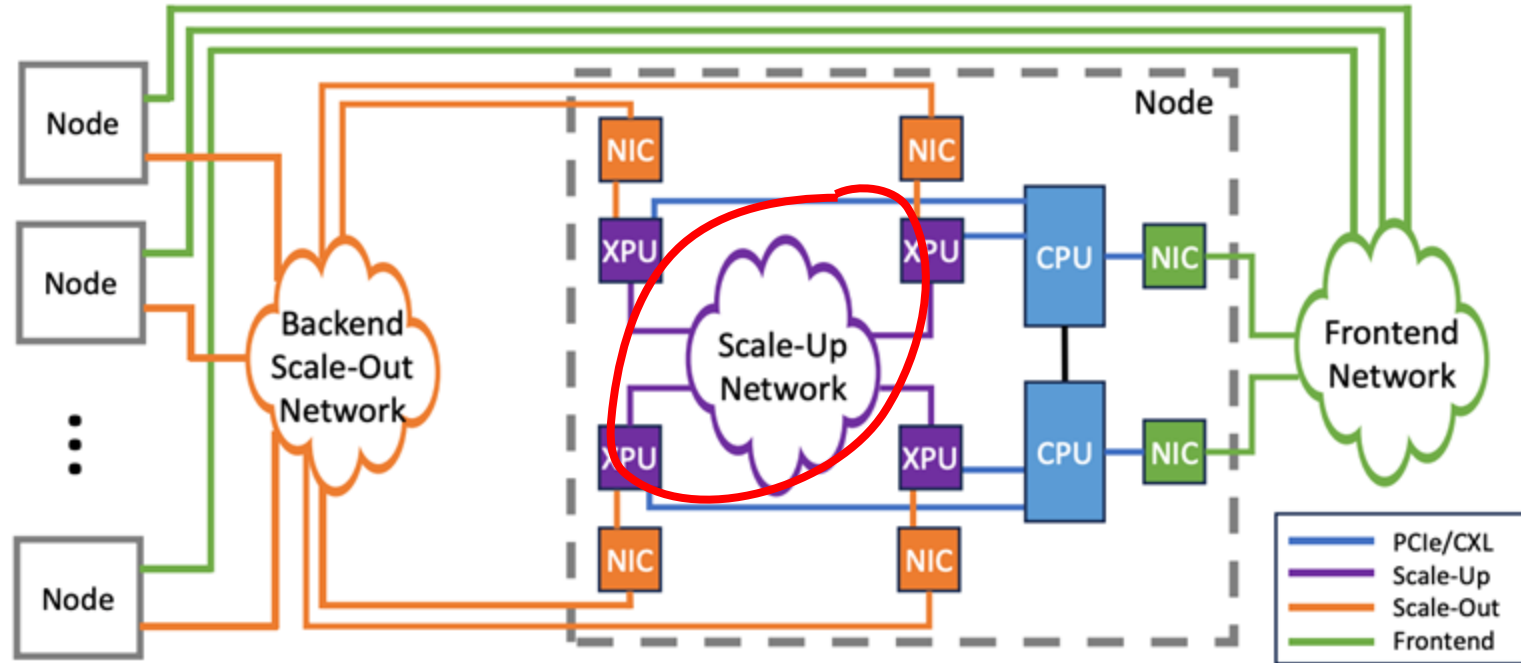 Node
Node
Node
Backend
Scale-Out
Network
Node
NIC
NIC
XPU
XPU
Scale-Up
Network
XPU
XPU
NIC
NIC
CPU
CPU
NIC
NIC
Frontend
Network
PCIe/CXL
Scale-Up
Scale-Out
Frontend